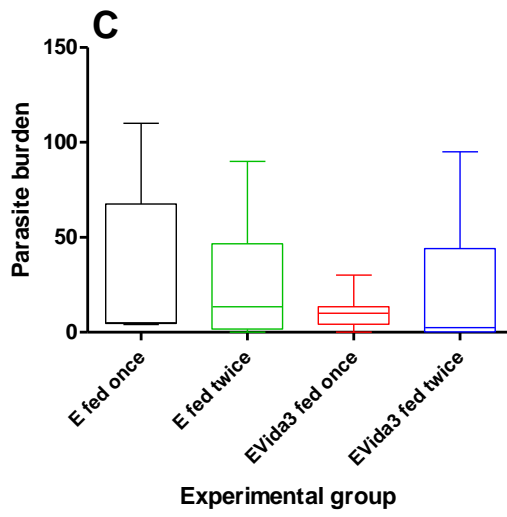 C
150
100
50
0
Parasite burden
E fed once
E fed twice
EVida3 fed once
EVida3 fed twice
Experimental group